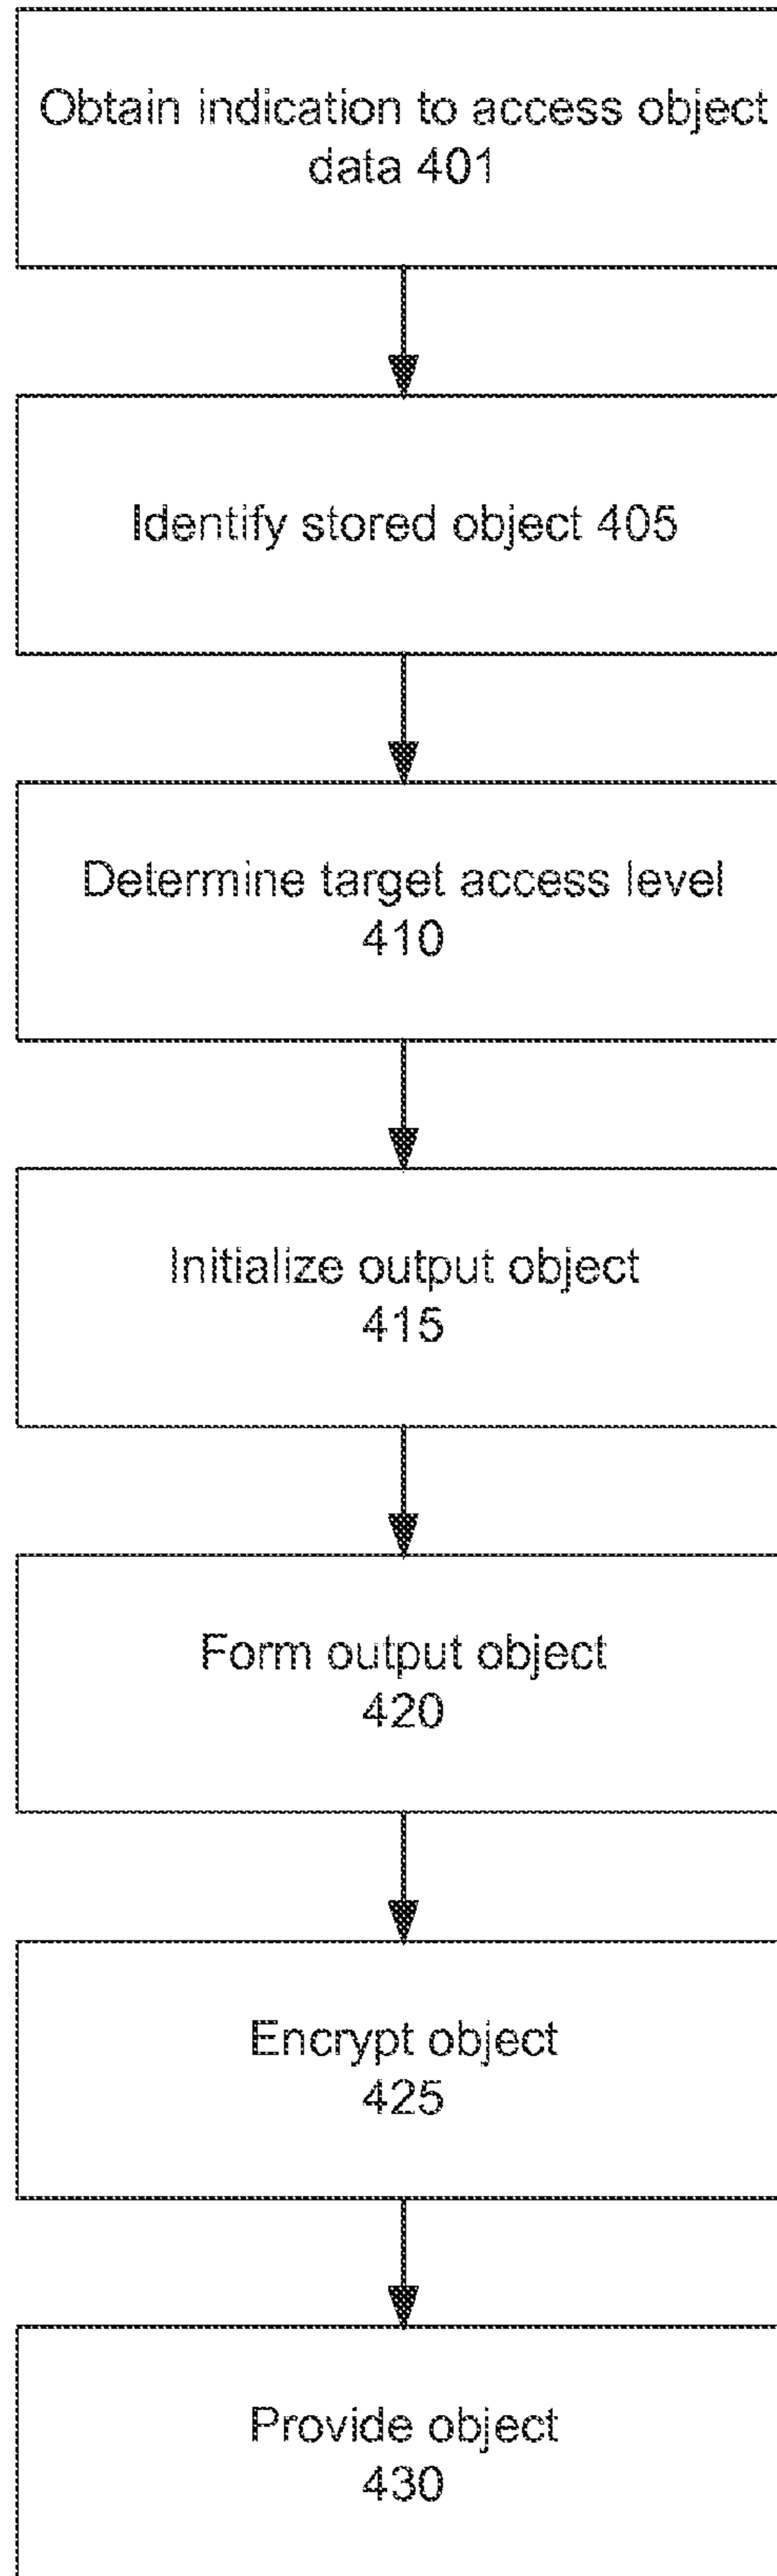 Obtain indication to access object
data 401
Identify stored object 405
Determine target access level
410
Initialize output object
415
Form output object
420
Encrypt object
425
Provide object
430